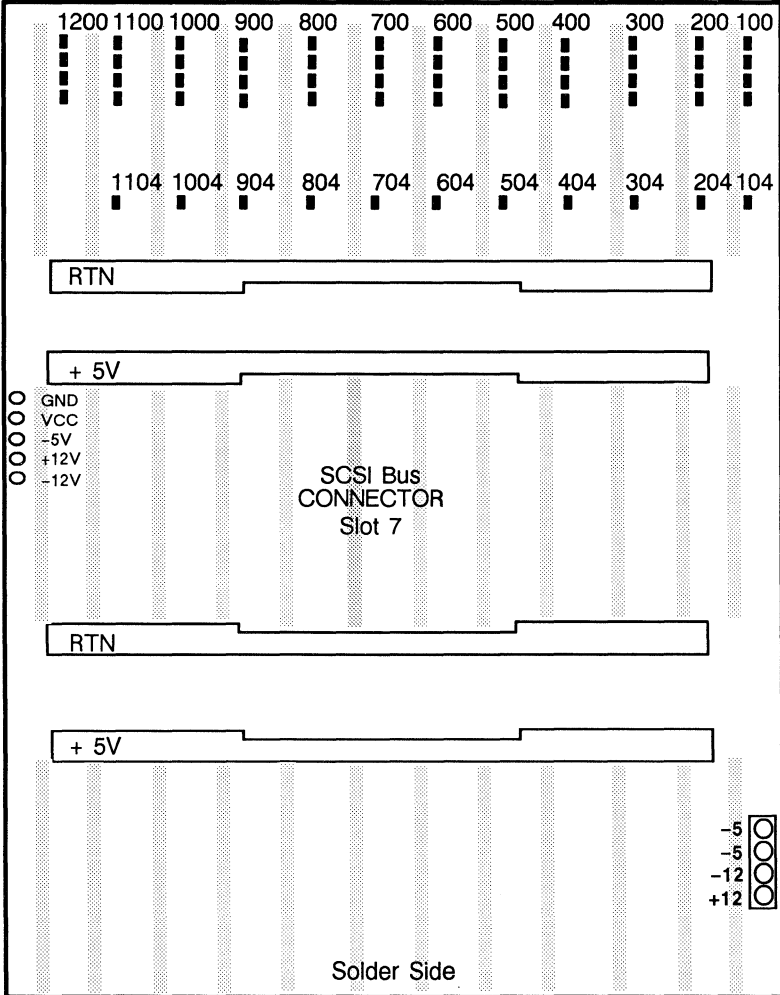 1200 1100 1000 900 800 700 600 500 400 300 200 100
1104 1004 904 804 704 604 504 404 304 204 104
RTN
+ 5V
GND
VCC
-5V
+12V
-12V
SCSI Bus
CONNECTOR
Slot 7
RTN
+ 5V
-5
-5
-12
+12
Solder Side